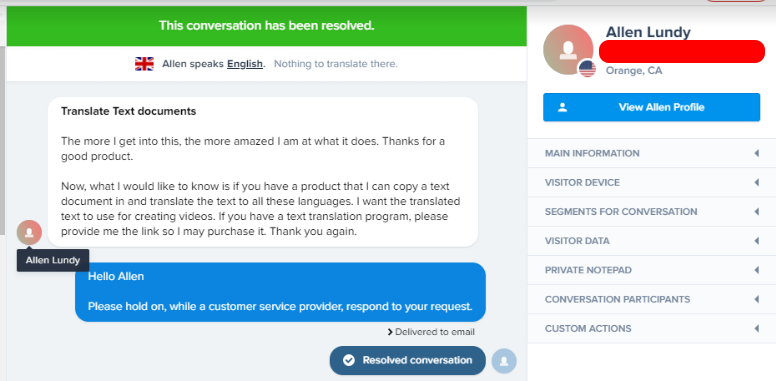 This conversation has been resolved.
Allen speaks English. Nothing to translate there.
Translate Text documents
The more I get into this, the more amazed I am at what it does. Thanks for a
good product.
Now, what I would like to know is if you have a product that I can copy a text
document in and translate the text to all these languages. I want the translated
text to use for creating videos. If you have a text translation program, please
provide me the link so I may purchase it. Thank you again.
Allen Lundy
Hello Allen
Please hold on, while a customer service provider, respond to your request.
Delivered to email
Resolved conversation
Allen Lundy
Orange, CA
View Allen Profile
MAIN INFORMATION
VISITOR DEVICE
SEGMENTS FOR CONVERSATION
VISITOR DATA
PRIVATE NOTEPAD
CONVERSATION PARTICIPANTS
CUSTOM ACTIONS